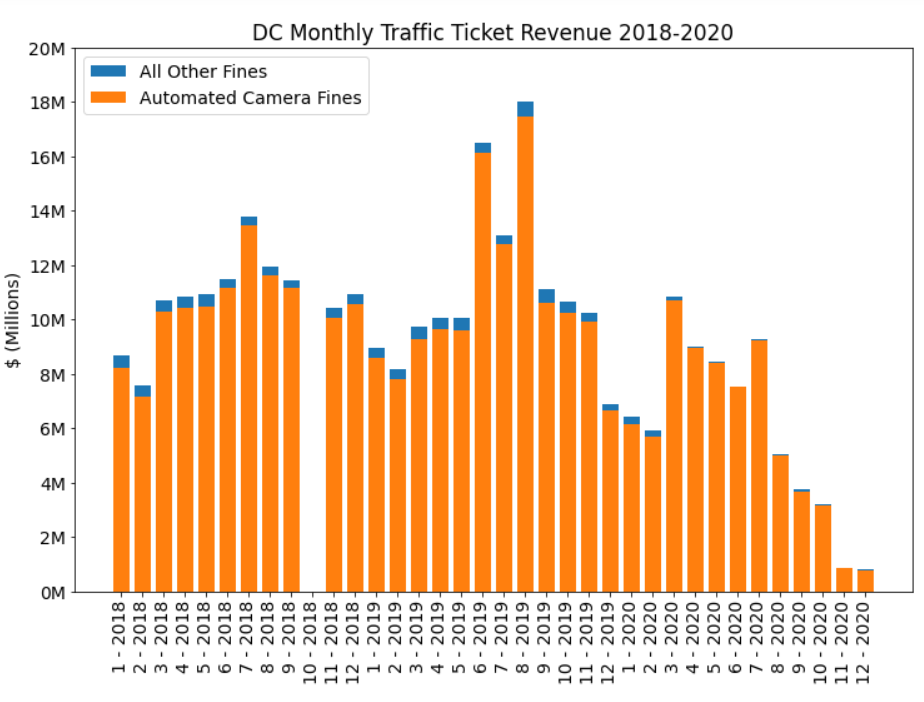 DC Monthly Traffic Ticket Revenue 2018-2020
20M
18M
16M
14M
12M
10M
8M
6M
4M
2M
0M
$ (Millions)
All Other Fines
Automated Camera Fines
1 - 2018
2 - 2018
3 - 2018
4 - 2018
5 - 2018
6 - 2018
7 - 2018
8 - 2018
9 - 2018
10 - 2018
11 - 2018
12 - 2018
1 - 2019
2 - 2019
3 - 2019
4 - 2019
5 - 2019
6 - 2019
7 - 2019
8 - 2019
9 - 2019
10 - 2019
11 - 2019
12 - 2019
1 - 2020
2 - 2020
3 - 2020
4 - 2020
5 - 2020
6 - 2020
7 - 2020
8 - 2020
9 - 2020
10 - 2020
11 - 2020
12 - 2020